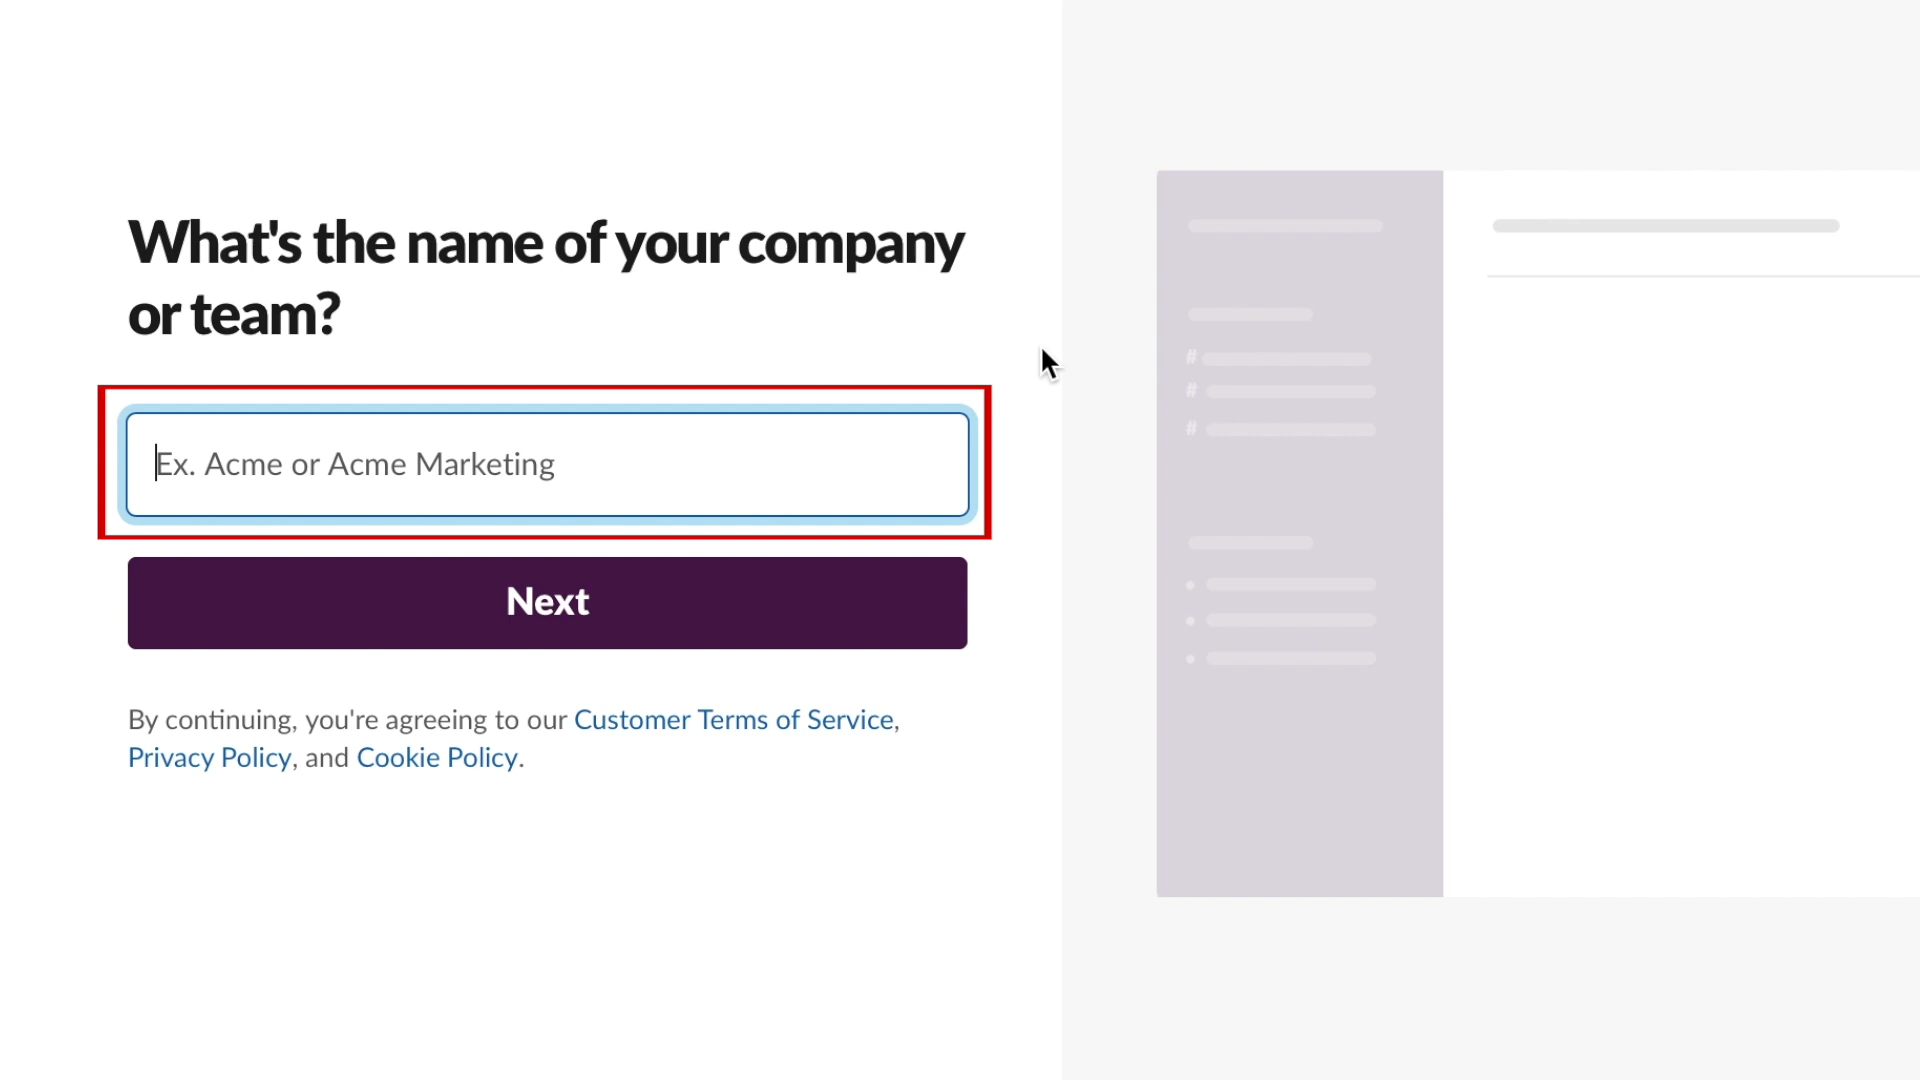 What's the name of your company
or team?
Ex. Acme or Acme Marketing
Next
By continuing, you're agreeing to our Customer Terms of Service,
Privacy Policy, and Cookie Policy.
#
#
#